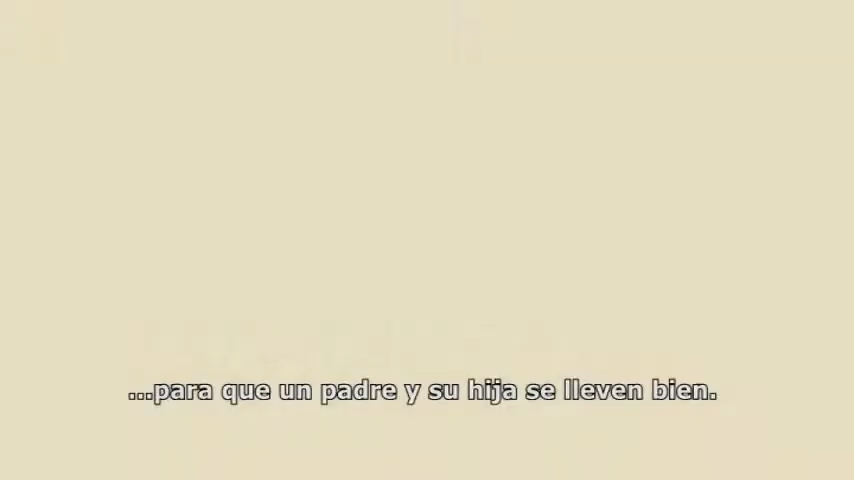 ...para que un padre y su hija se lleven bien.